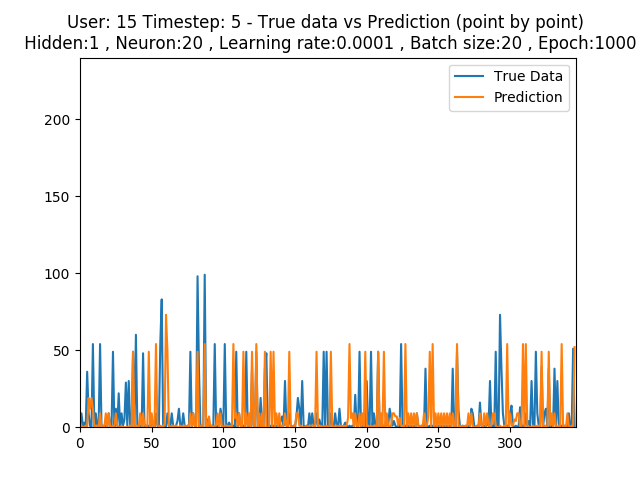 User: 15 Timestep: 5 - True data vs Prediction (point by point)
Hidden:1 , Neuron:20 , Learning rate:0.0001 , Batch size:20 , Epoch:1000
True Data
Prediction
200
150
100
50
0
0 50 100 150 200 250 300